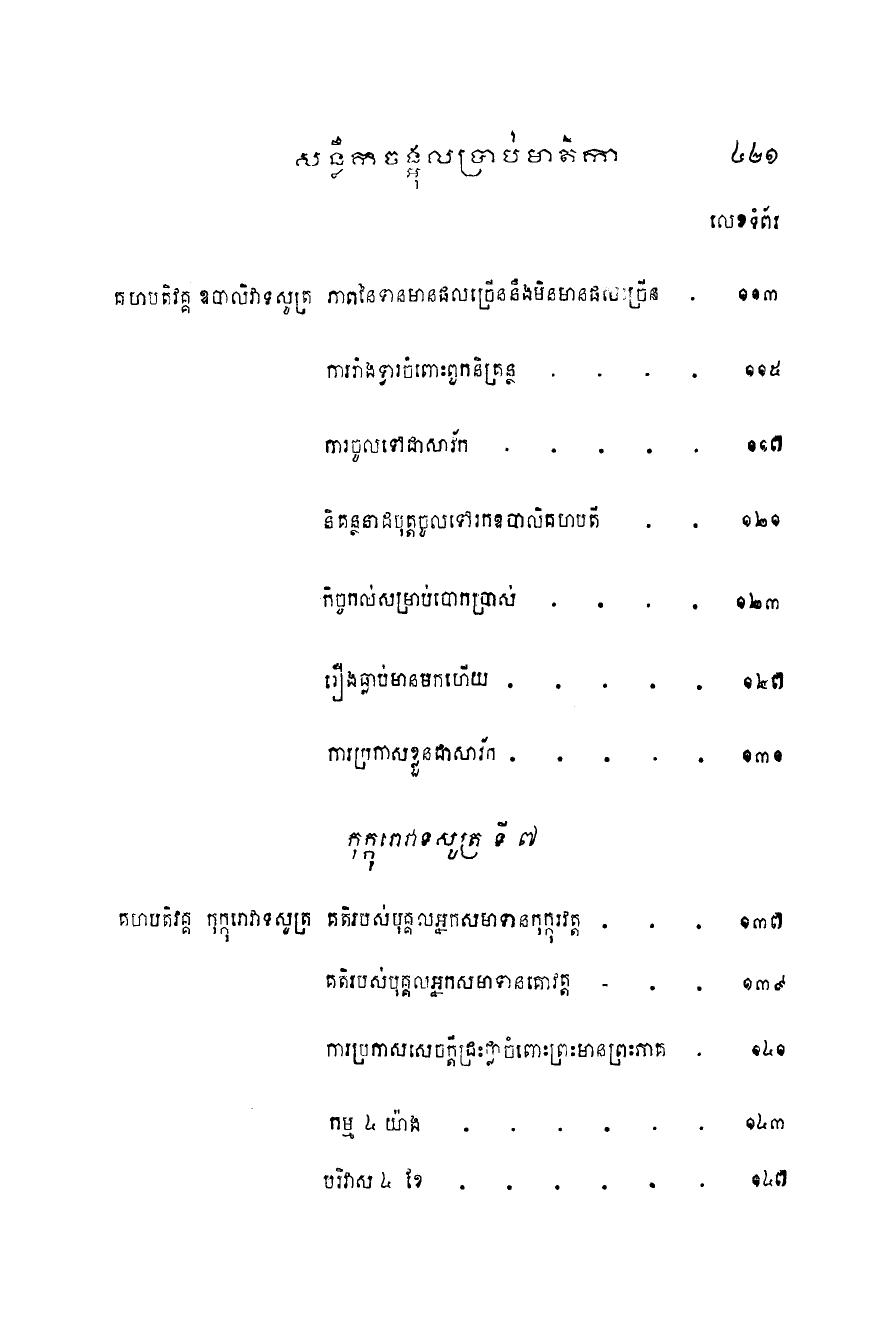 សន្លឹកចង្អុលប្រាប់មាតិកា ៤២១
លេខទំព័រ
គហបតិវគ្គ ឧបាលិវាទសូត្រ ភាពនៃទានមានផលច្រើននឹងមិនមានផលច្រើន . ១១៣
ការរាំងទ្វារចំពោះពួកនិគ្រន្ថ . . . . ១១៥
ការចូលទៅជាសាវ័ក . . . . . ១១៧
និគន្ថនាដបុត្តចូលទៅរកឧបាលិគហបតី . . ១២១
កិច្ចកល់សម្រាប់បោកប្រាស់ . . . . ១២៣
រឿងធ្លាប់មានមកហើយ . . . . . ១២៧
ការប្រកាសខ្លួនជាសាវ័ក . . . . . ១៣១
កុក្កុរោវាទសូត្រ ទី ៧
គហបតិវគ្គ កុក្កុរោវាទសូត្រ គតិរបស់បុគ្គលអ្នកសមាទានកុក្កុរវត្ត . . . ១៣៧
គតិរបស់បុគ្គលអ្នកសមាទានគោវត្ត - . . ១៣៩
ការប្រកាសសេចក្តីជ្រះថ្លាចំពោះព្រះមានព្រះភាគ . ១៤១
កម្ម ៤ យ៉ាង . . . . . . ១៤៣
បរិវាស ៤ ខែ . . . . . . ១៤៧